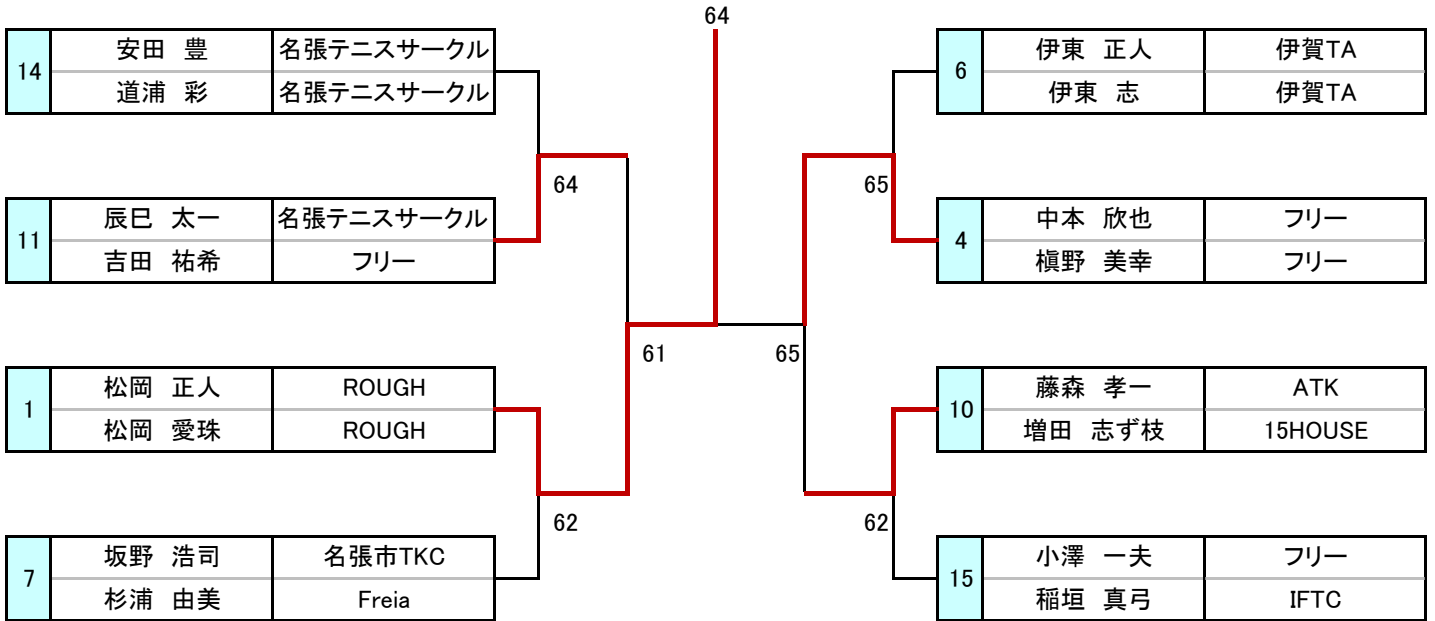 64
14 安田 豊 名張テニスサークル
道浦 彩 名張テニスサークル
6 伊東 正人 伊賀TA
伊東 志 伊賀TA
64
65
11 辰巳 太一 名張テニスサークル
吉田 祐希 フリー
4 中本 欣也 フリー
槇野 美幸 フリー
61
65
1 松岡 正人 ROUGH
松岡 愛珠 ROUGH
10 藤森 孝一 ATK
増田 志ず枝 15HOUSE
62
62
7 坂野 浩司 名張市TKC
杉浦 由美 Freia
15 小澤 一夫 フリー
稲垣 真弓 IFTC